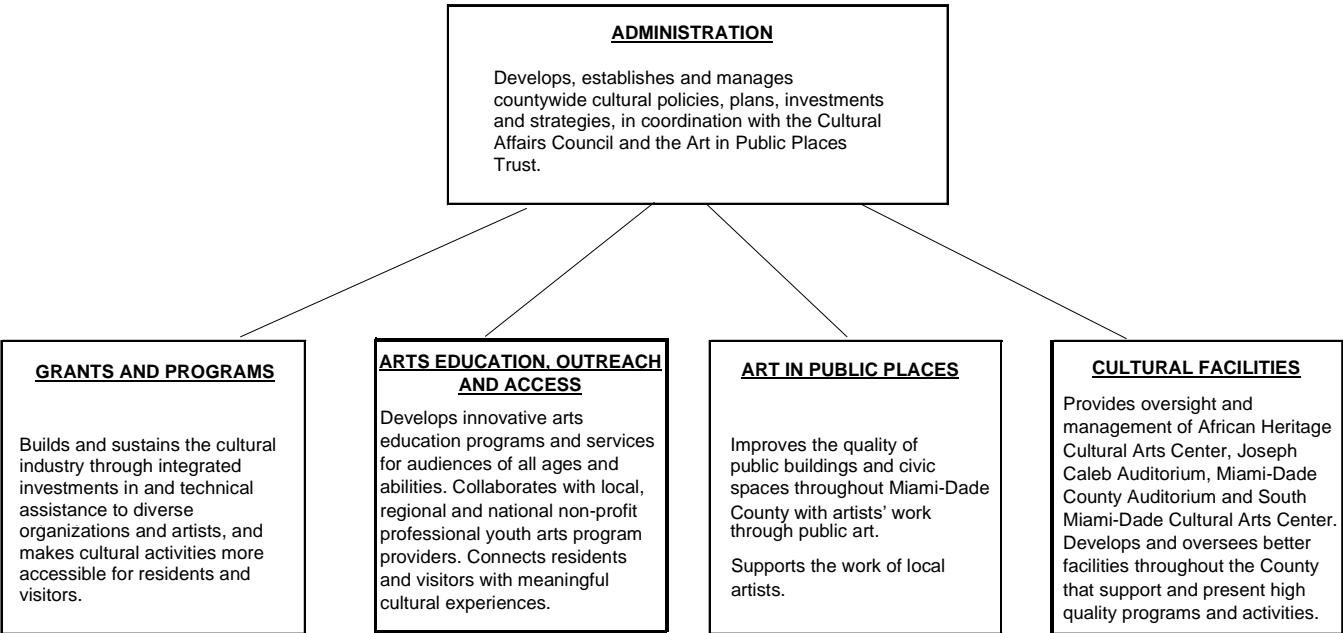 ADMINISTRATION
Develops, establishes and manages
countywide cultural policies, plans, investments
and strategies, in coordination with the Cultural
Affairs Council and the Art in Public Places
Trust.
GRANTS AND PROGRAMS
Builds and sustains the cultural
industry through integrated
investments in and technical
assistance to diverse
organizations and artists, and
makes cultural activities more
accessible for residents and
visitors.
ARTS EDUCATION, OUTREACH
AND ACCESS
Develops innovative arts
education programs and services
for audiences of all ages and
abilities. Collaborates with local,
regional and national non-profit
professional youth arts program
providers. Connects residents
and visitors with meaningful
cultural experiences.
ART IN PUBLIC PLACES
Improves the quality of
public buildings and civic
spaces throughout Miami-Dade
County with artists’ work
through public art.
Supports the work of local
artists.
CULTURAL FACILITIES
Provides oversight and
management of African Heritage
Cultural Arts Center, Joseph
Caleb Auditorium, Miami-Dade
County Auditorium and South
Miami-Dade Cultural Arts Center.
Develops and oversees better
facilities throughout the County
that support and present high
quality programs and activities.